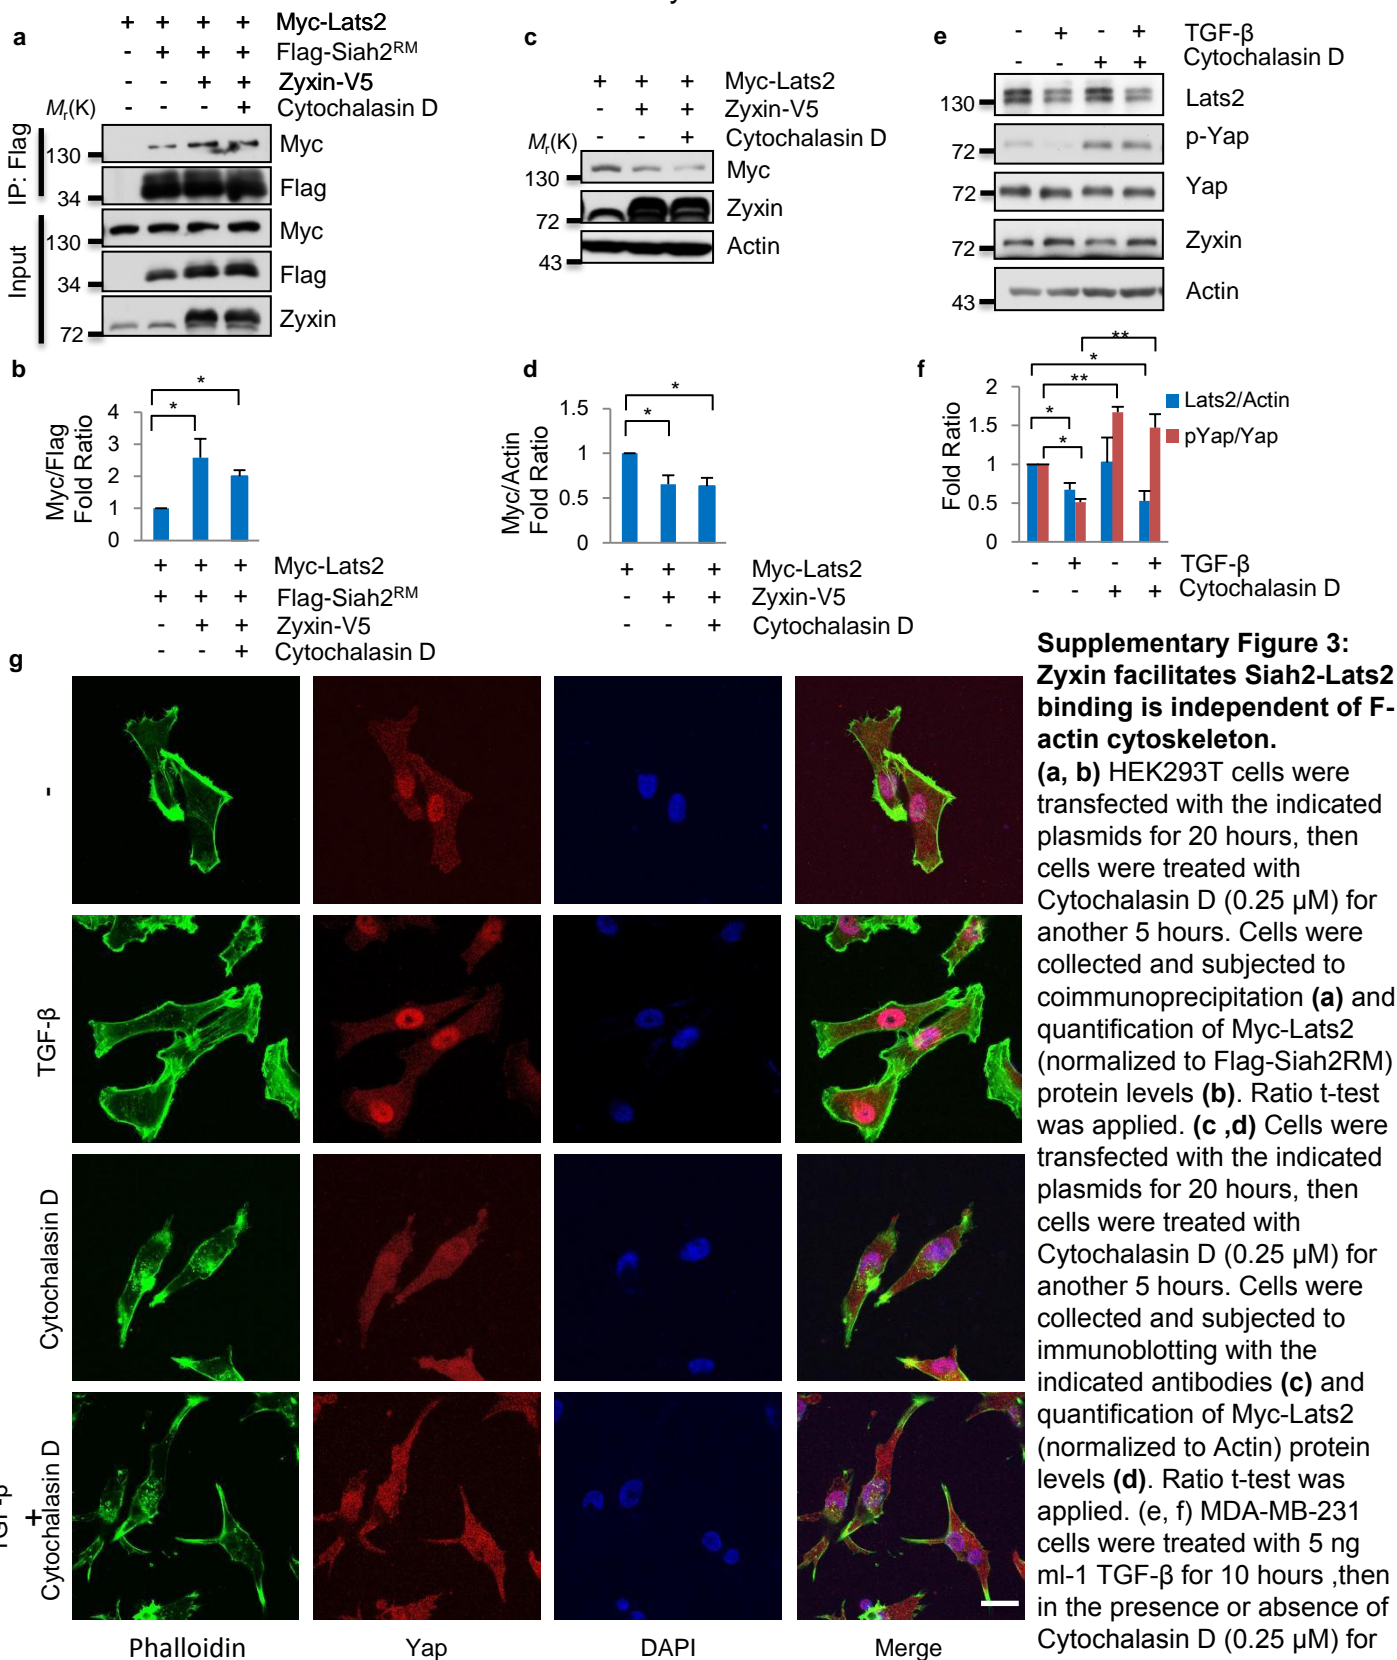 a
+ + + + Myc-Lats2
- + + + Flag-Siah2RM
- - + + Zyxin-V5
Mr(K) - - - + Cytochalasin D
IP: Flag
130 Myc
34 Flag
Input
130 Myc
34 Flag
72 Zyxin
b
* *
Myc/Flag
Fold Ratio
4
3
2
1
0
+ + + Myc-Lats2
+ + + Flag-Siah2RM
- + + Zyxin-V5
- - + Cytochalasin D
c
+ + + Myc-Lats2
- + + Zyxin-V5
Mr(K) - - + Cytochalasin D
130 Myc
72 Zyxin
43 Actin
d
* *
Myc/Actin
Fold Ratio
1.5
1
0.5
0
+ + + Myc-Lats2
- + + Zyxin-V5
- - + Cytochalasin D
e
- + - + TGF-β
- - + + Cytochalasin D
130 Lats2
72 p-Yap
72 Yap
72 Zyxin
43 Actin
f
**
*
**
*
*
Fold Ratio
2
1.5
1
0.5
0
Lats2/Actin
pYap/Yap
- + - + TGF-β
- - + + Cytochalasin D
g
-
TGF-β
Cytochalasin D
TGF-β
+
Cytochalasin D
Phalloidin Yap DAPI Merge
Supplementary Figure 3:
Zyxin facilitates Siah2-Lats2
binding is independent of F-
actin cytoskeleton.
(a, b) HEK293T cells were
transfected with the indicated
plasmids for 20 hours, then
cells were treated with
Cytochalasin D (0.25 µM) for
another 5 hours. Cells were
collected and subjected to
coimmunoprecipitation (a) and
quantification of Myc-Lats2
(normalized to Flag-Siah2RM)
protein levels (b). Ratio t-test
was applied. (c ,d) Cells were
transfected with the indicated
plasmids for 20 hours, then
cells were treated with
Cytochalasin D (0.25 µM) for
another 5 hours. Cells were
collected and subjected to
immunoblotting with the
indicated antibodies (c) and
quantification of Myc-Lats2
(normalized to Actin) protein
levels (d). Ratio t-test was
applied. (e, f) MDA-MB-231
cells were treated with 5 ng
ml-1 TGF-β for 10 hours ,then
in the presence or absence of
Cytochalasin D (0.25 µM) for